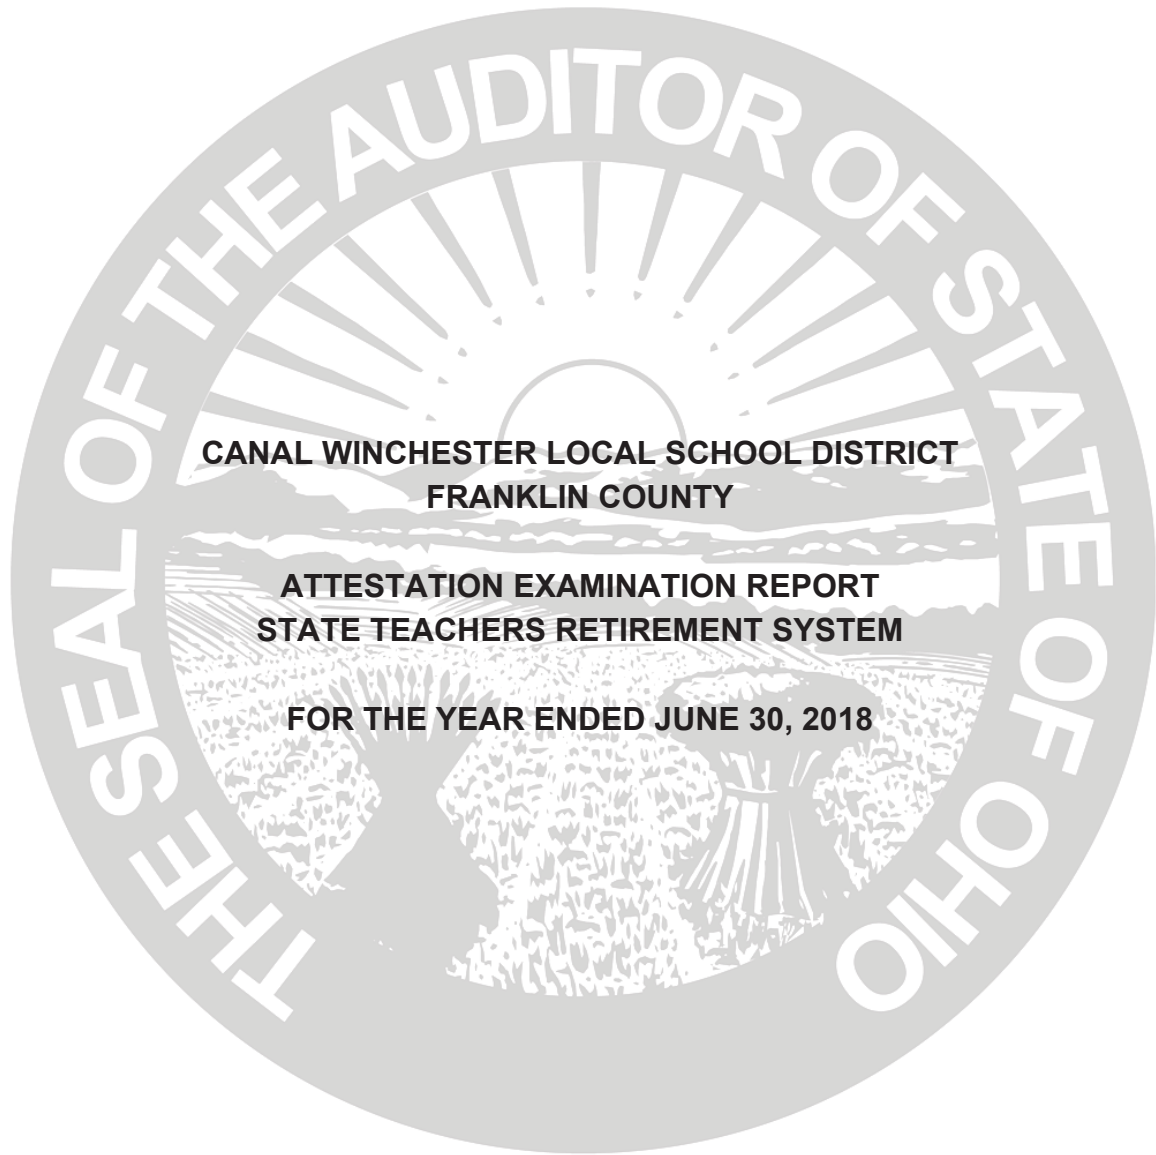 THE SEAL OF THE AUDITOR OF STATE OF OHIO
CANAL WINCHESTER LOCAL SCHOOL DISTRICT
FRANKLIN COUNTY
ATTESTATION EXAMINATION REPORT
STATE TEACHERS RETIREMENT SYSTEM
FOR THE YEAR ENDED JUNE 30, 2018